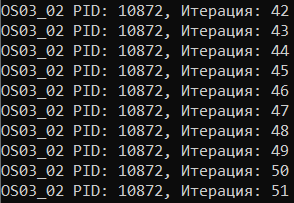 OS03_02 PID: 10872, Итерация: 42
OS03_02 PID: 10872, Итерация: 43
OS03_02 PID: 10872, Итерация: 44
OS03_02 PID: 10872, Итерация: 45
OS03_02 PID: 10872, Итерация: 46
OS03_02 PID: 10872, Итерация: 47
OS03_02 PID: 10872, Итерация: 48
OS03_02 PID: 10872, Итерация: 49
OS03_02 PID: 10872, Итерация: 50
OS03_02 PID: 10872, Итерация: 51